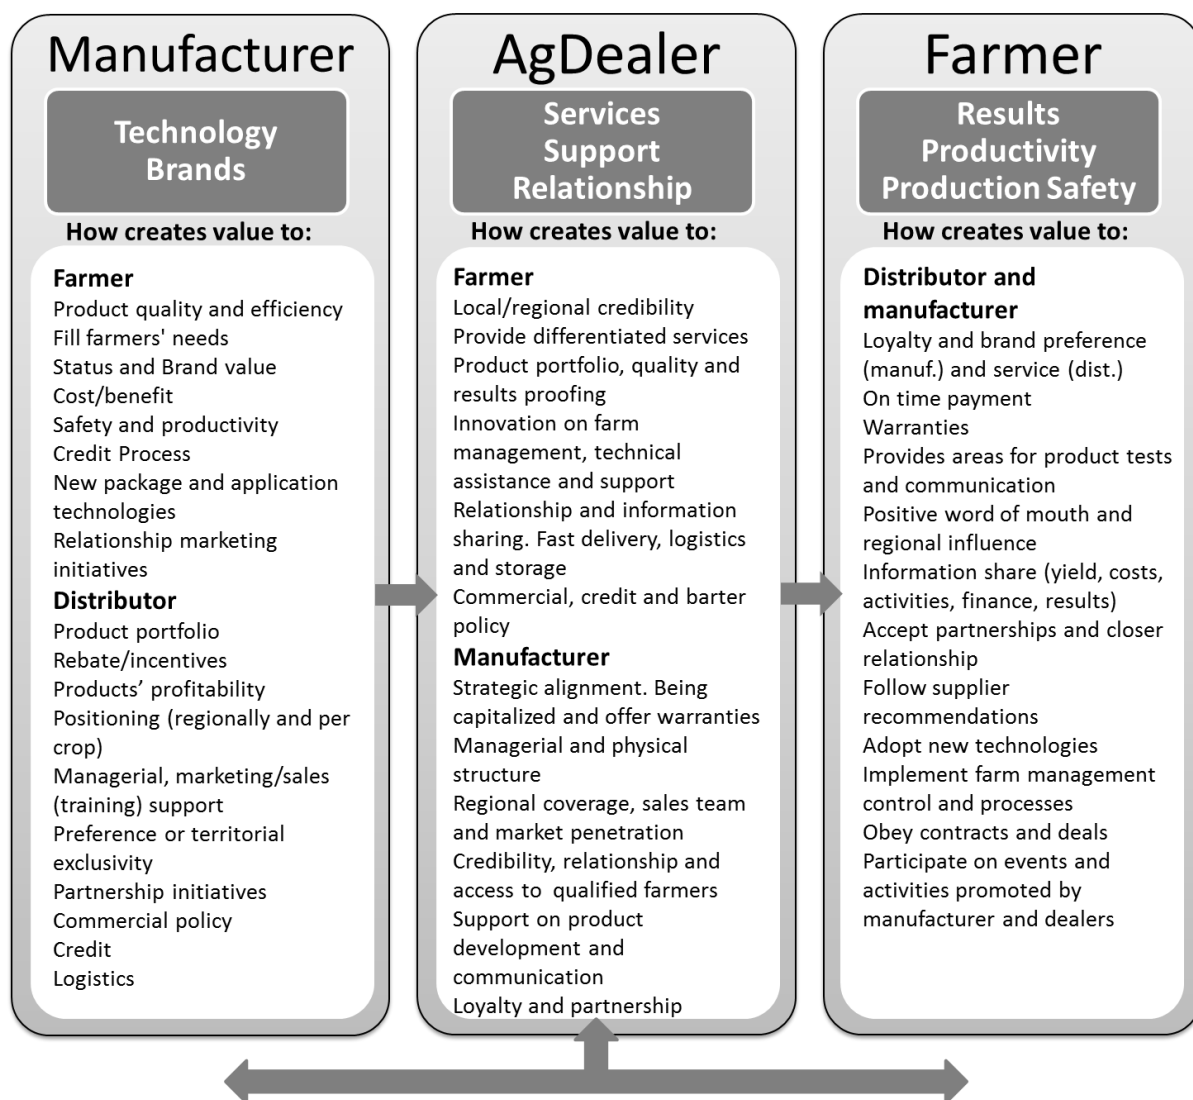 Manufacturer
Technology
Brands
How creates value to:
Farmer
Product quality and efficiency
Fill farmers' needs
Status and Brand value
Cost/benefit
Safety and productivity
Credit Process
New package and application
technologies
Relationship marketing
initiatives
Distributor
Product portfolio
Rebate/incentives
Products’ profitability
Positioning (regionally and per
crop)
Managerial, marketing/sales
(training) support
Preference or territorial
exclusivity
Partnership initiatives
Commercial policy
Credit
Logistics
AgDealer
Services
Support
Relationship
How creates value to:
Farmer
Local/regional credibility
Provide differentiated services
Product portfolio, quality and
results proofing
Innovation on farm
management, technical
assistance and support
Relationship and information
sharing. Fast delivery, logistics
and storage
Commercial, credit and barter
policy
Manufacturer
Strategic alignment. Being
capitalized and offer warranties
Managerial and physical
structure
Regional coverage, sales team
and market penetration
Credibility, relationship and
access to qualified farmers
Support on product
development and
communication
Loyalty and partnership
Farmer
Results
Productivity
Production Safety
How creates value to:
Distributor and
manufacturer
Loyalty and brand preference
(manuf.) and service (dist.)
On time payment
Warranties
Provides areas for product tests
and communication
Positive word of mouth and
regional influence
Information share (yield, costs,
activities, finance, results)
Accept partnerships and closer
relationship
Follow supplier
recommendations
Adopt new technologies
Implement farm management
control and processes
Obey contracts and deals
Participate on events and
activities promoted by
manufacturer and dealers